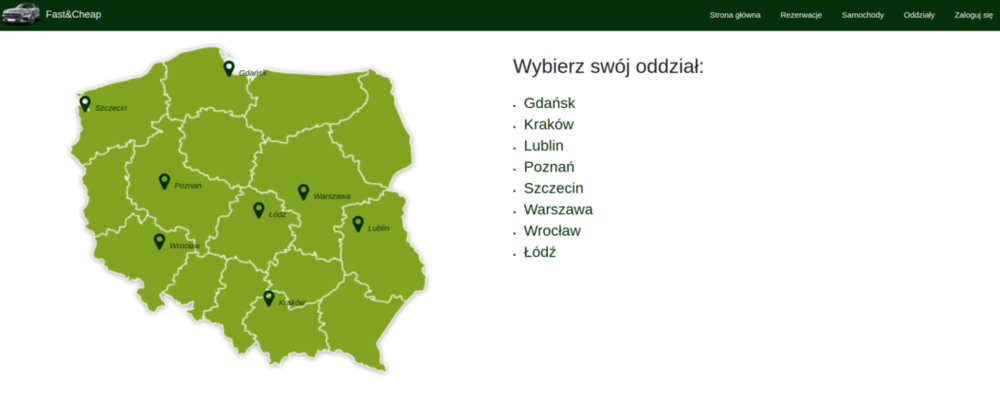 Fast&Cheap
Strona główna Rezerwacje Samochody Oddziały Zaloguj się
Wybierz swój oddział:
Gdańsk
Kraków
Lublin
Poznań
Szczecin
Warszawa
Wrocław
Łódź
Gdańsk
Szczecin
Poznan
Warszawa
Łódź
Lublin
Wrocław
Kraków